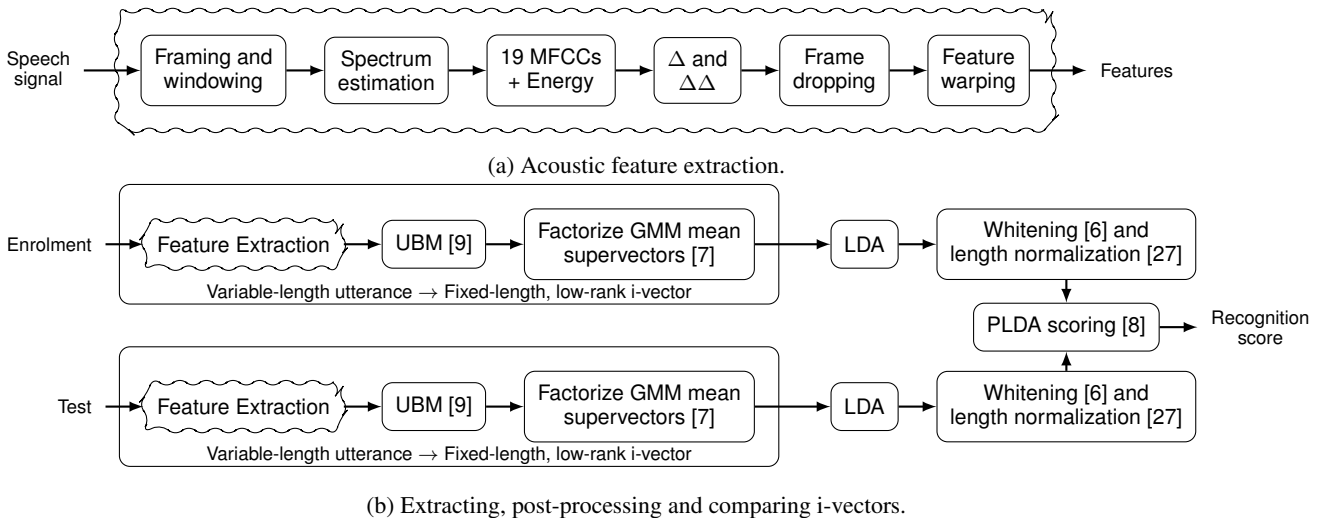 Speech
signal
Framing and
windowing
Spectrum
estimation
19 MFCCs
+ Energy
Δ and
ΔΔ
Frame
dropping
Feature
warping
Features
(a) Acoustic feature extraction.
Enrolment
Feature Extraction
UBM [9]
Factorize GMM mean
supervectors [7]
Variable-length utterance → Fixed-length, low-rank i-vector
LDA
Whitening [6] and
length normalization [27]
PLDA scoring [8]
Recognition
score
Test
Feature Extraction
UBM [9]
Factorize GMM mean
supervectors [7]
Variable-length utterance → Fixed-length, low-rank i-vector
LDA
Whitening [6] and
length normalization [27]
(b) Extracting, post-processing and comparing i-vectors.